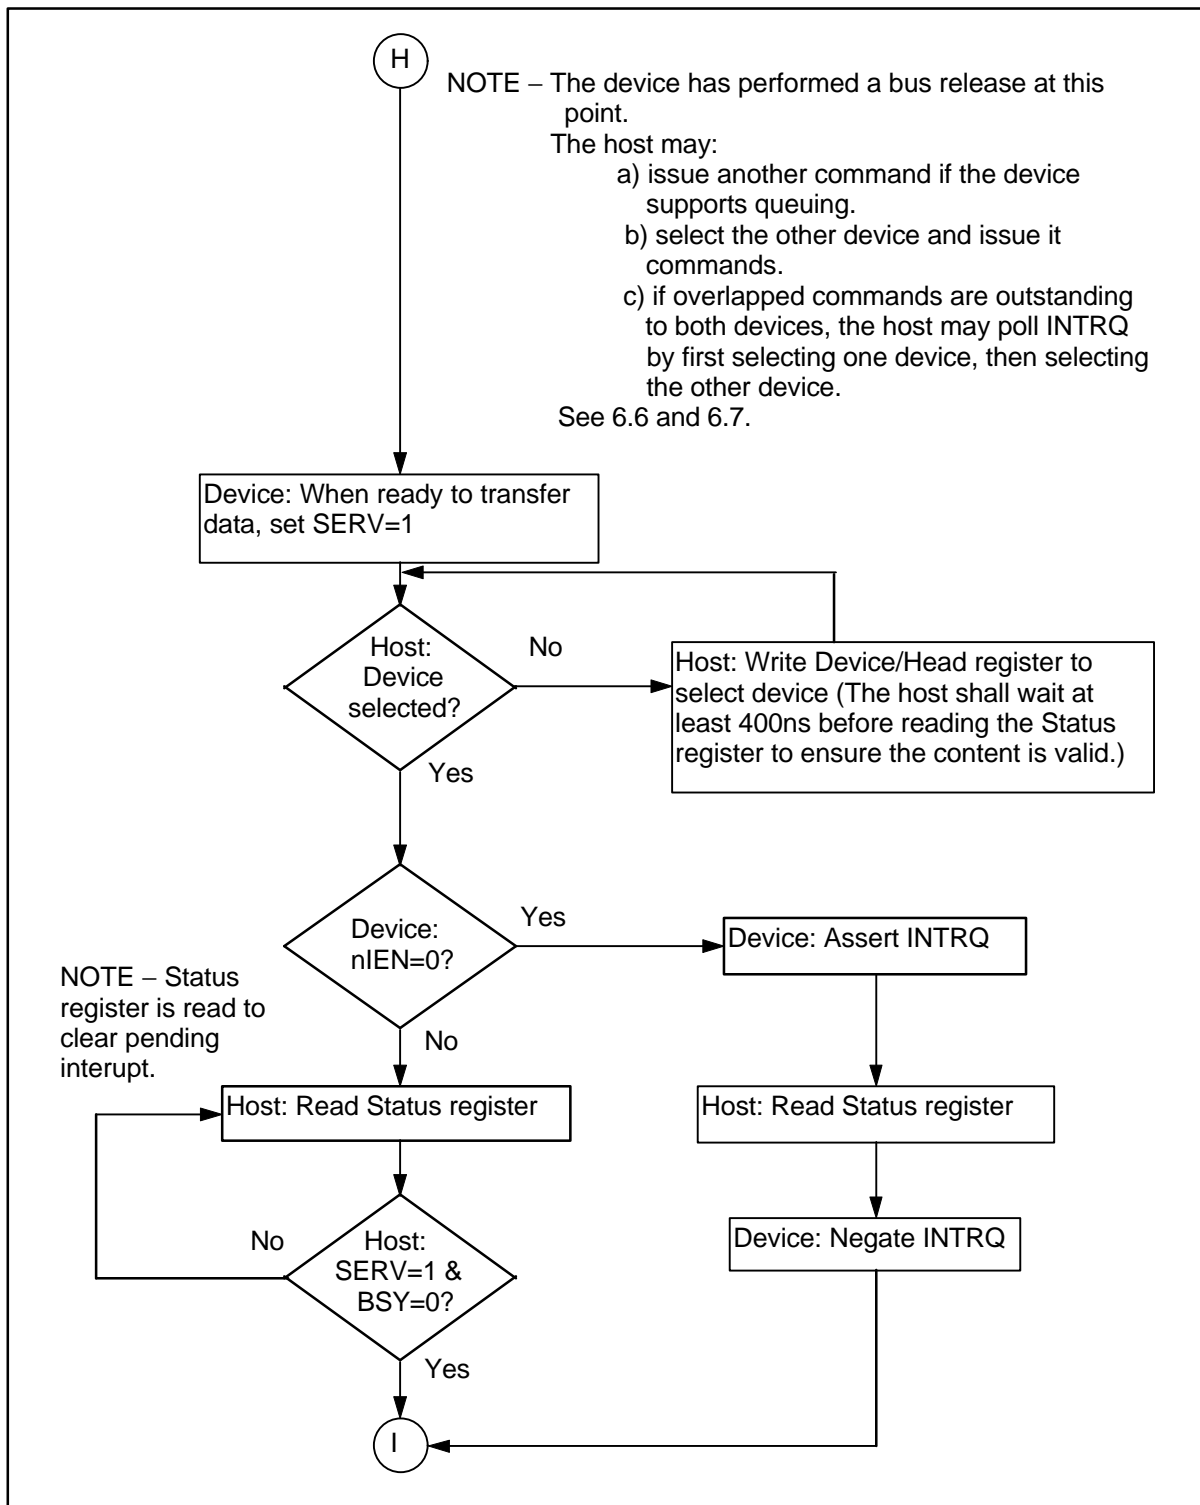 H
NOTE – The device has performed a bus release at this
point.
The host may:
a) issue another command if the device
supports queuing.
b) select the other device and issue it
commands.
c) if overlapped commands are outstanding
to both devices, the host may poll INTRQ
by first selecting one device, then selecting
the other device.
See 6.6 and 6.7.
Device: When ready to transfer
data, set SERV=1
Host:
Device
selected?
No
Host: Write Device/Head register to
select device (The host shall wait at
least 400ns before reading the Status
register to ensure the content is valid.)
Yes
Device:
nIEN=0?
Yes
Device: Assert INTRQ
NOTE – Status
register is read to
clear pending
interupt.
No
Host: Read Status register
Host: Read Status register
No
Host:
SERV=1 &
BSY=0?
Device: Negate INTRQ
Yes
I